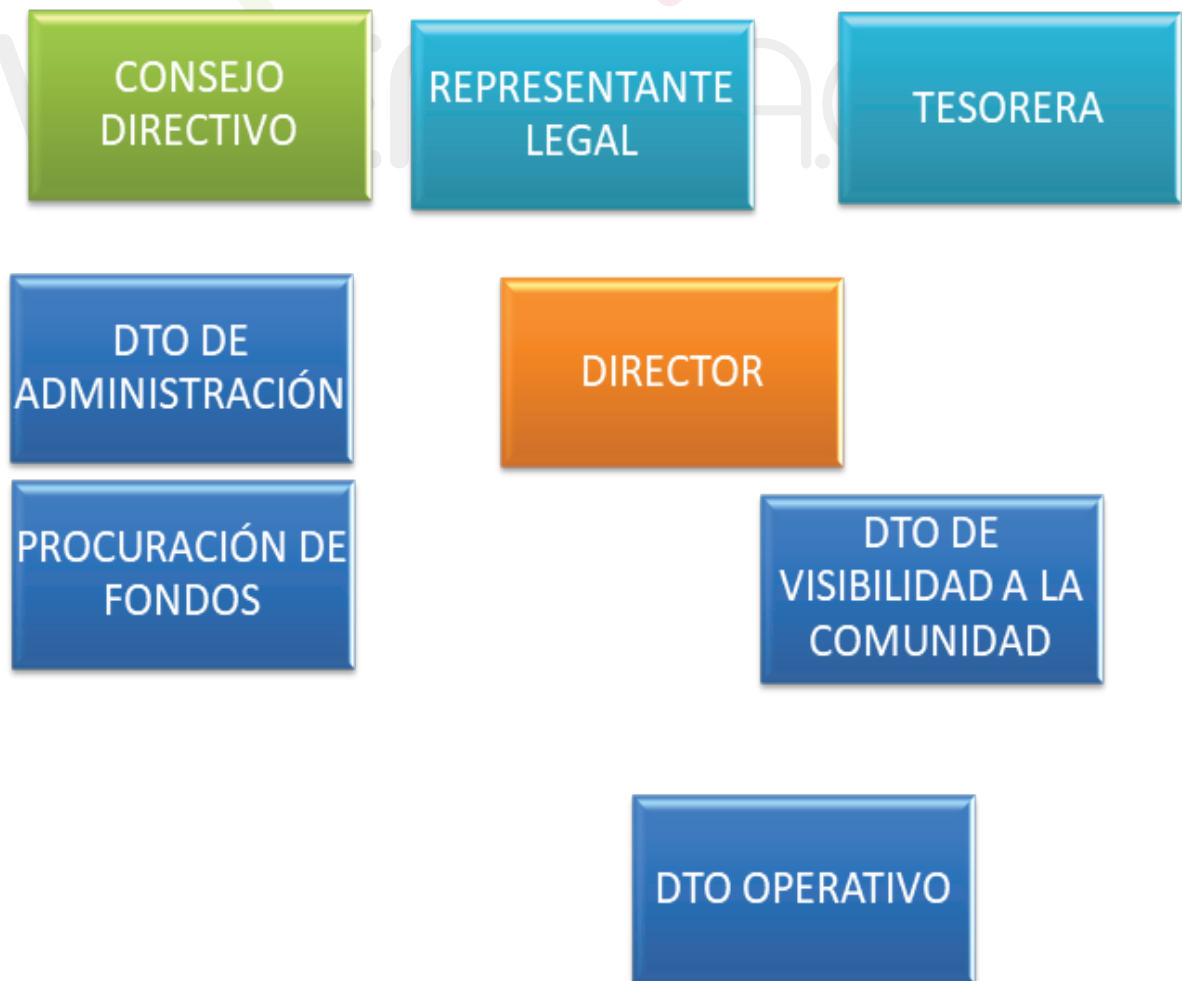 CONSEJO
DIRECTIVO
REPRESENTANTE
LEGAL
TESORERA
DTO DE
ADMINISTRACIÓN
DIRECTOR
PROCURACIÓN DE
FONDOS
DTO DE
VISIBILIDAD A LA
COMUNIDAD
DTO OPERATIVO